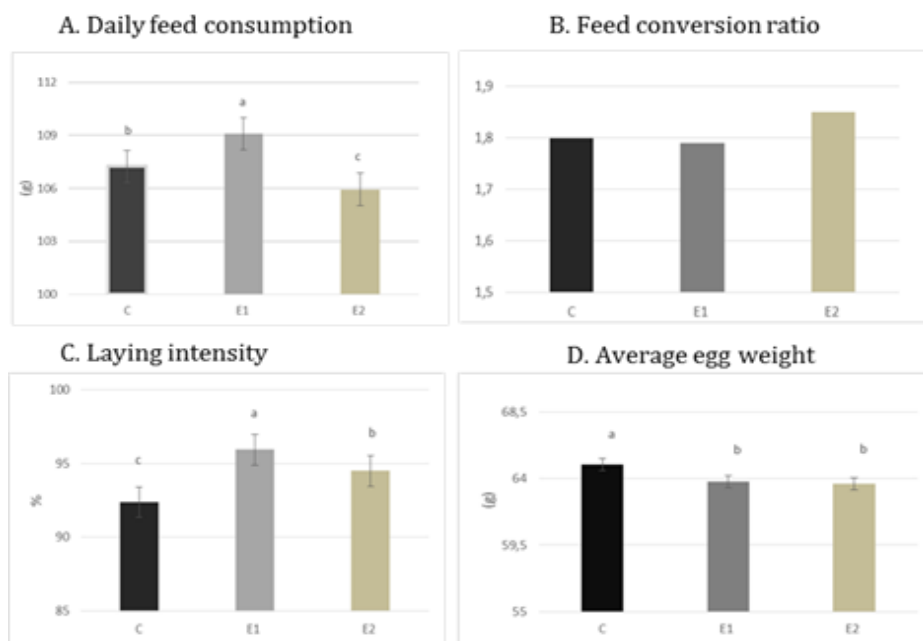 A. Daily feed consumption
112
109
106
103
100
(g)
b
a
c
C
E1
E2
B. Feed conversion ratio
1,9
1,8
1,7
1,6
1,5
C
E1
E2
C. Laying intensity
100
95
90
85
%
c
a
b
C
E1
E2
D. Average egg weight
68,5
64
59,5
55
(g)
a
b
b
C
E1
E2